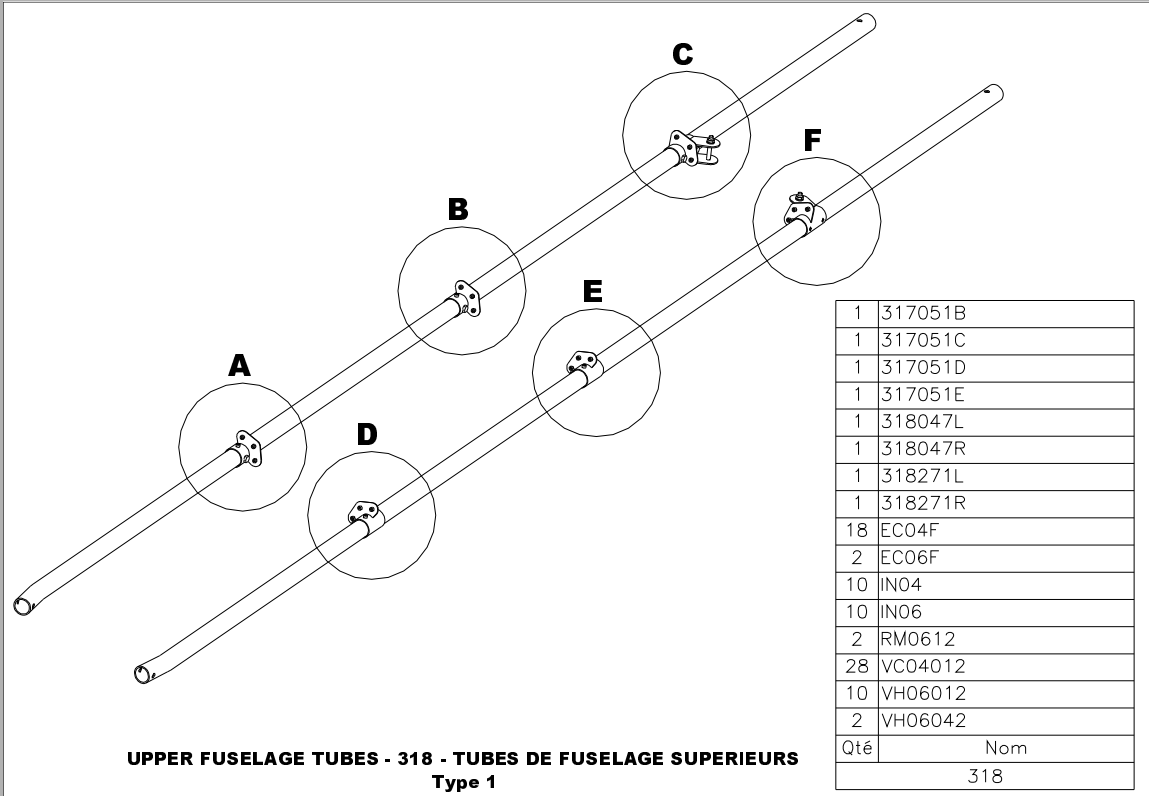 C
F
B
E
A
D
1 317051B
1 317051C
1 317051D
1 317051E
1 318047L
1 318047R
1 318271L
1 318271R
18 EC04F
2 EC06F
10 IN04
10 IN06
2 RM0612
28 VC04012
10 VH06012
2 VH06042
Qté Nom
318
UPPER FUSELAGE TUBES - 318 - TUBES DE FUSELAGE SUPERIEURS
Type 1